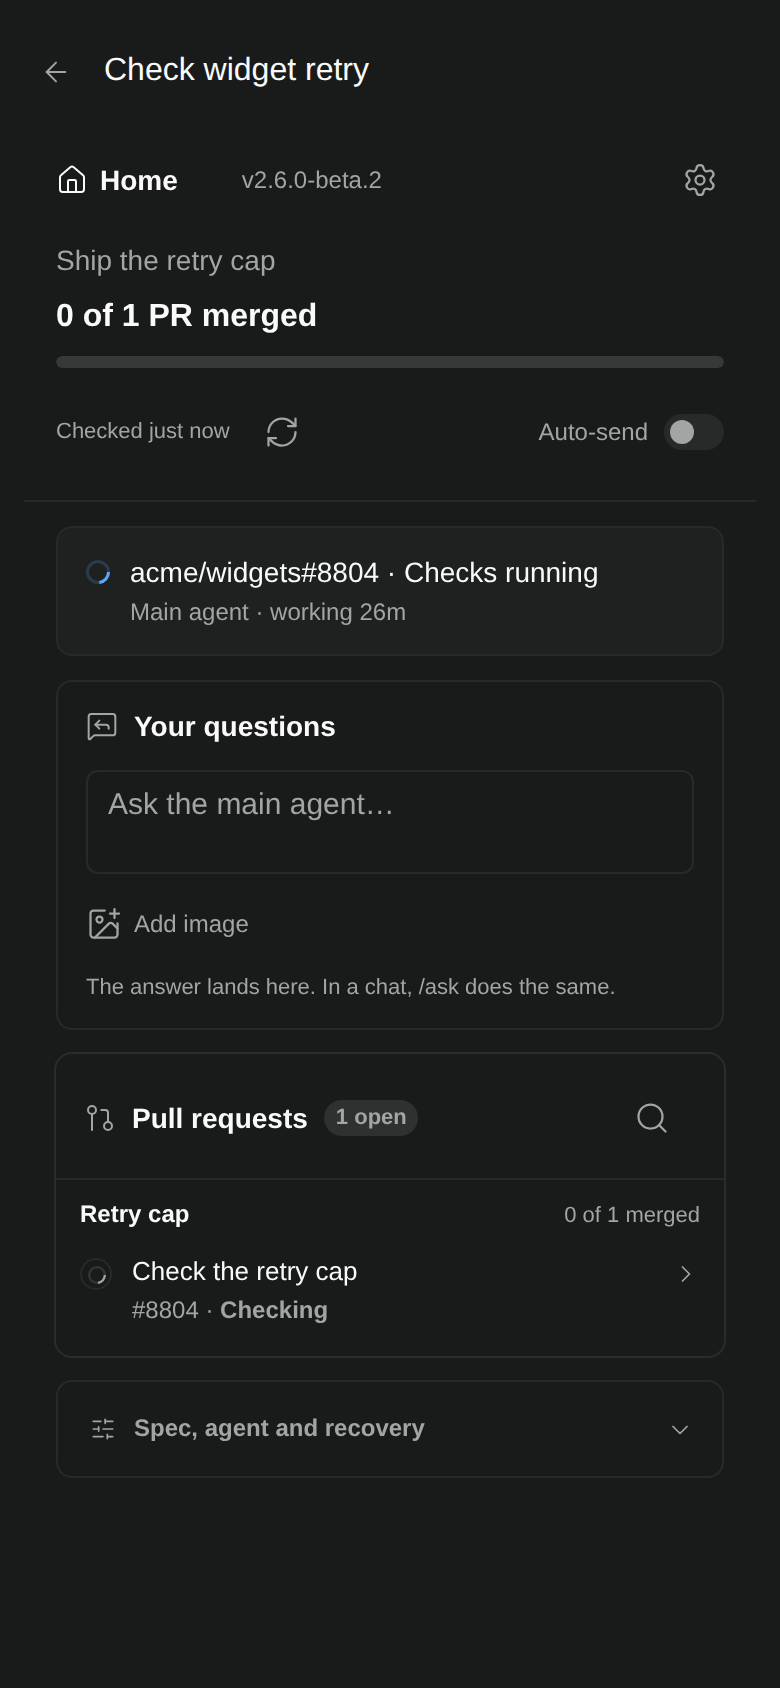 Check widget retry
Home
v2.6.0-beta.2
Ship the retry cap
0 of 1 PR merged
Checked just now
Auto-send
acme/widgets#8804 · Checks running
Main agent · working 26m
Your questions
Ask the main agent…
Add image
The answer lands here. In a chat, /ask does the same.
Pull requests
1 open
Retry cap
0 of 1 merged
Check the retry cap
#8804 · Checking
Spec, agent and recovery